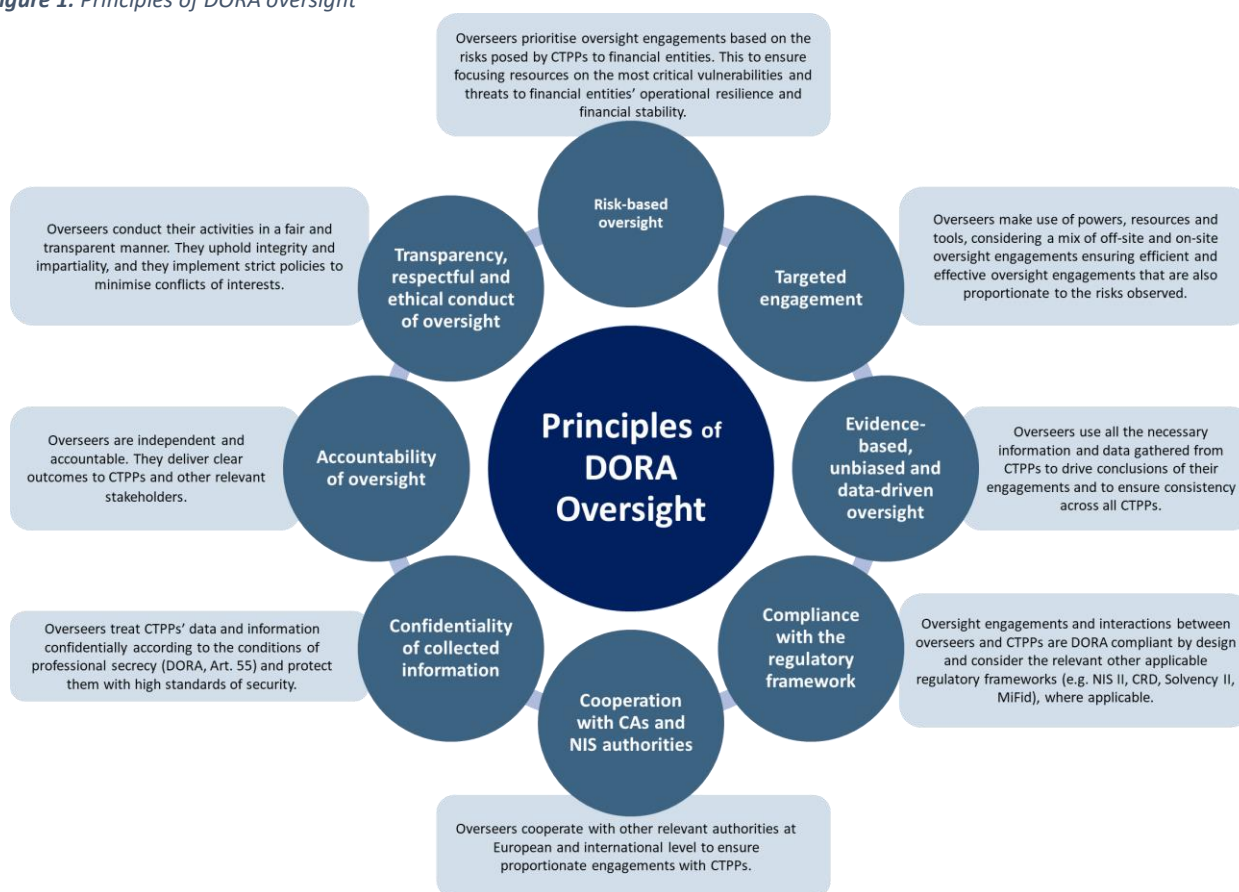 igure 1. Principles of DORA oversight
Overseers prioritise oversight engagements based on the
risks posed by CTPPs to financial entities. This to ensure
focusing resources on the most critical vulnerabilities and
threats to financial entities' operational resilience and
financial stability.
Risk-based
oversight
Overseers make use of powers, resources and
tools, considering a mix of off-site and on-site
oversight engagements ensuring efficient and
effective oversight engagements that are also
proportionate to the risks observed.
Targeted
engagement
Overseers use all the necessary
information and data gathered from
CTPPs to drive conclusions of their
engagements and to ensure consistency
across all CTPPs.
Evidence-
based,
unbiased and
data-driven
oversight
Oversight engagements and interactions between
overseers and CTPPs are DORA compliant by design
and consider the relevant other applicable
regulatory frameworks (e.g. NIS II, CRD, Solvency II,
MiFid), where applicable.
Compliance
with the
regulatory
framework
Cooperation
with CAs and
NIS authorities
Overseers cooperate with other relevant authorities at
European and international level to ensure
proportionate engagements with CTPPs.
Confidentiality
of collected
information
Overseers treat CTPPs' data and information
confidentially according to the conditions of
professional secrecy (DORA, Art. 55) and protect
them with high standards of security.
Accountability
of oversight
Overseers are independent and
accountable. They deliver clear
outcomes to CTPPs and other relevant
stakeholders.
Transparency,
respectful and
ethical conduct
of oversight
Overseers conduct their activities in a fair and
transparent manner. They uphold integrity and
impartiality, and they implement strict policies to
minimise conflicts of interests.
Principles of
DORA
Oversight